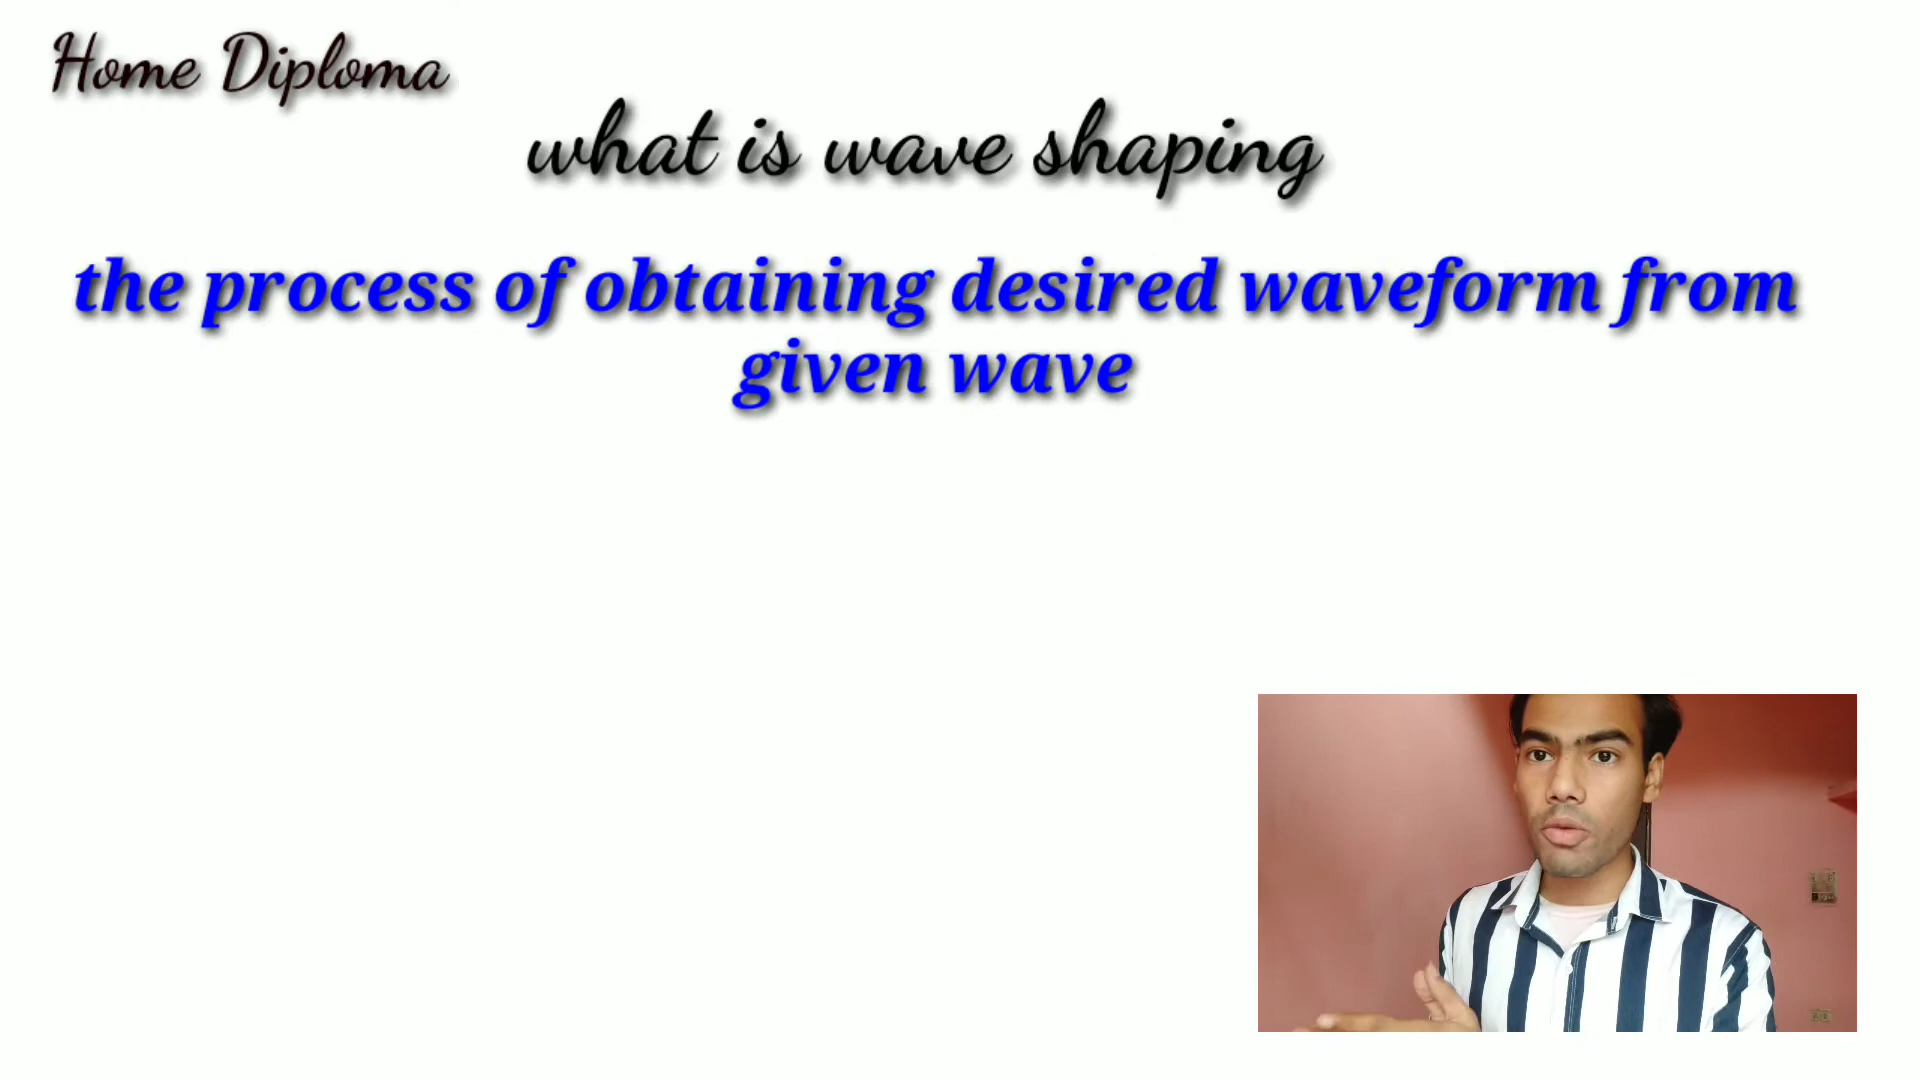 Home Diploma
what is wave shaping
the process of obtaining desired waveform from
given wave